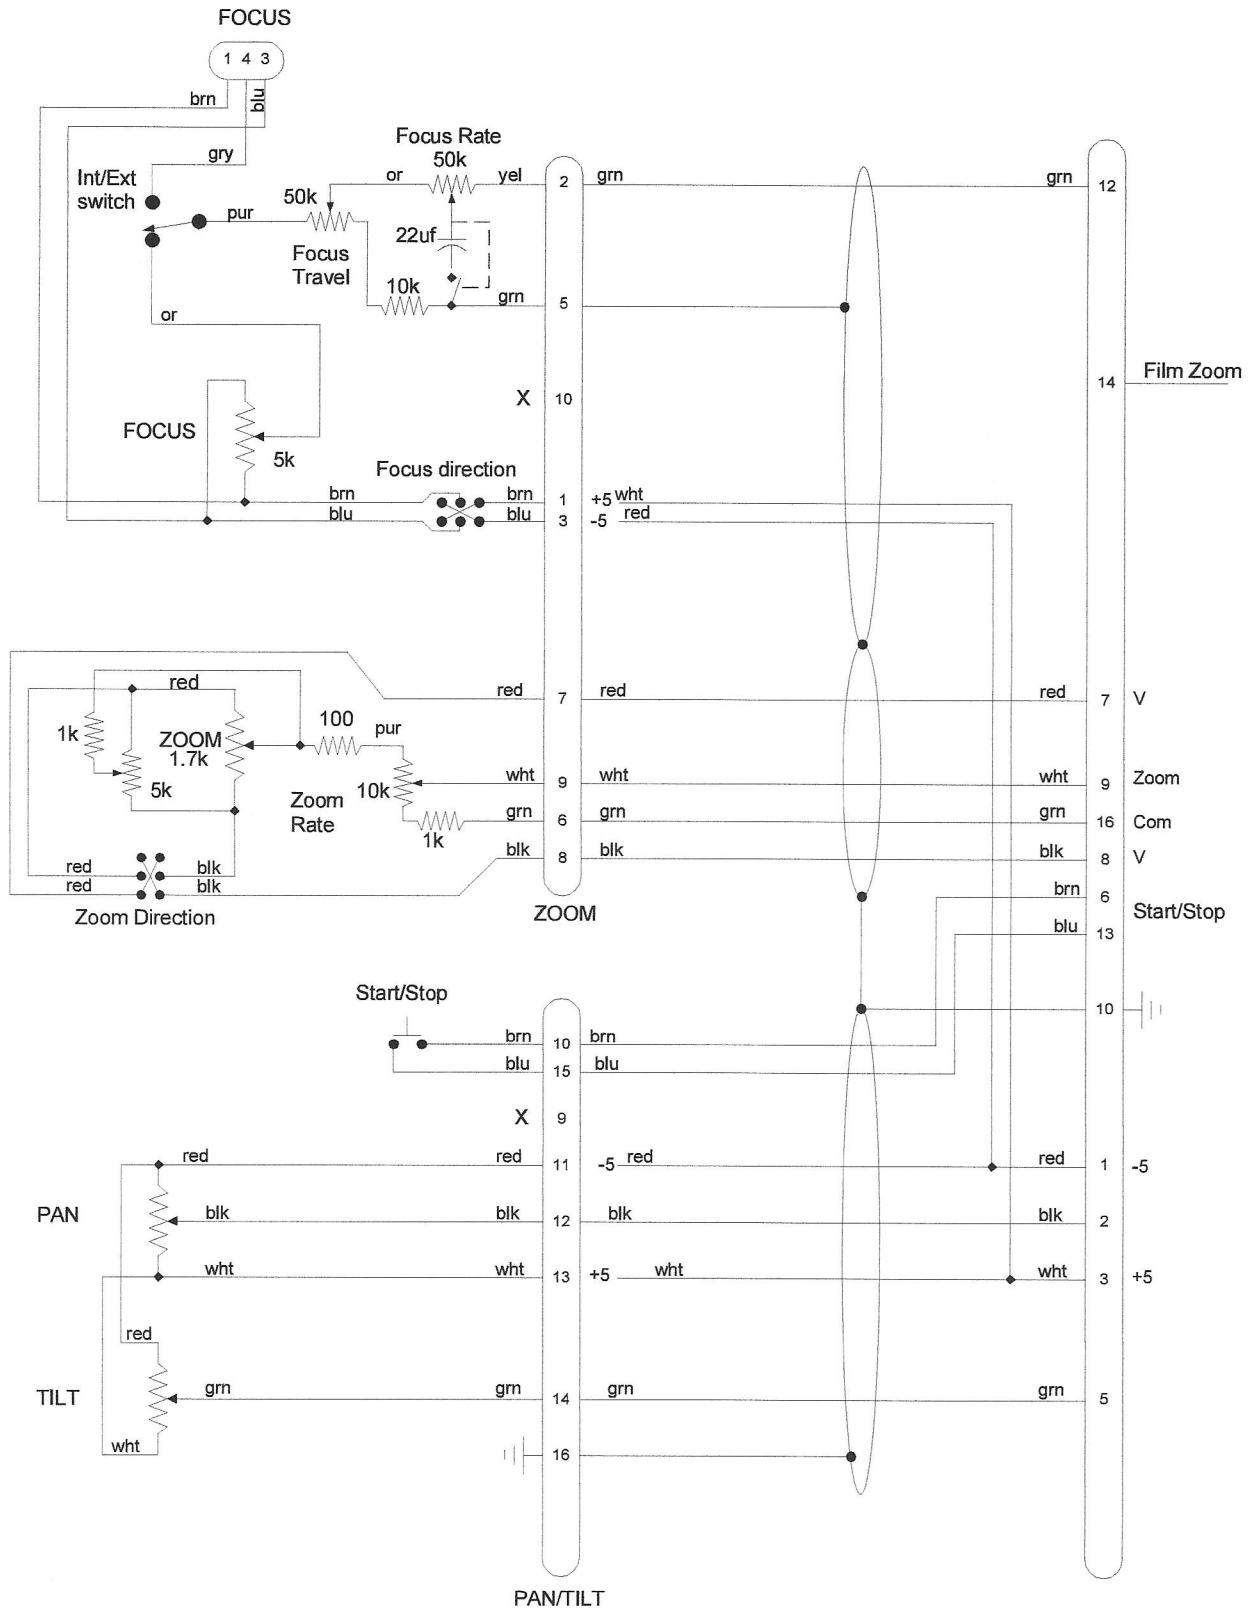 FOCUS
1 4 3
brn
blu
gry
Int/Ext
switch
pur
50k
Focus
Travel
or
Focus Rate
50k
yel
22uf
10k
grn
or
FOCUS
5k
Focus direction
brn
blu
brn
blu
2
5
X
10
1
3
grn
+5 wht
-5 red
grn
12
14
Film Zoom
red
1k
5k
ZOOM
1.7k
100
pur
10k
Zoom
Rate
1k
red
red
blk
blk
Zoom Direction
red
7
red
red
7
V
wht
9
wht
wht
9
Zoom
grn
6
grn
grn
16
Com
blk
8
blk
blk
8
V
ZOOM
brn
6
Start/Stop
blu
13
10
Start/Stop
brn
10
brn
blu
15
blu
X
9
red
red
11
-5 red
red
1
-5
PAN
blk
blk
12
blk
blk
2
wht
wht
13
+5 wht
wht
3
+5
red
TILT
grn
grn
14
grn
grn
5
wht
16
PAN/TILT